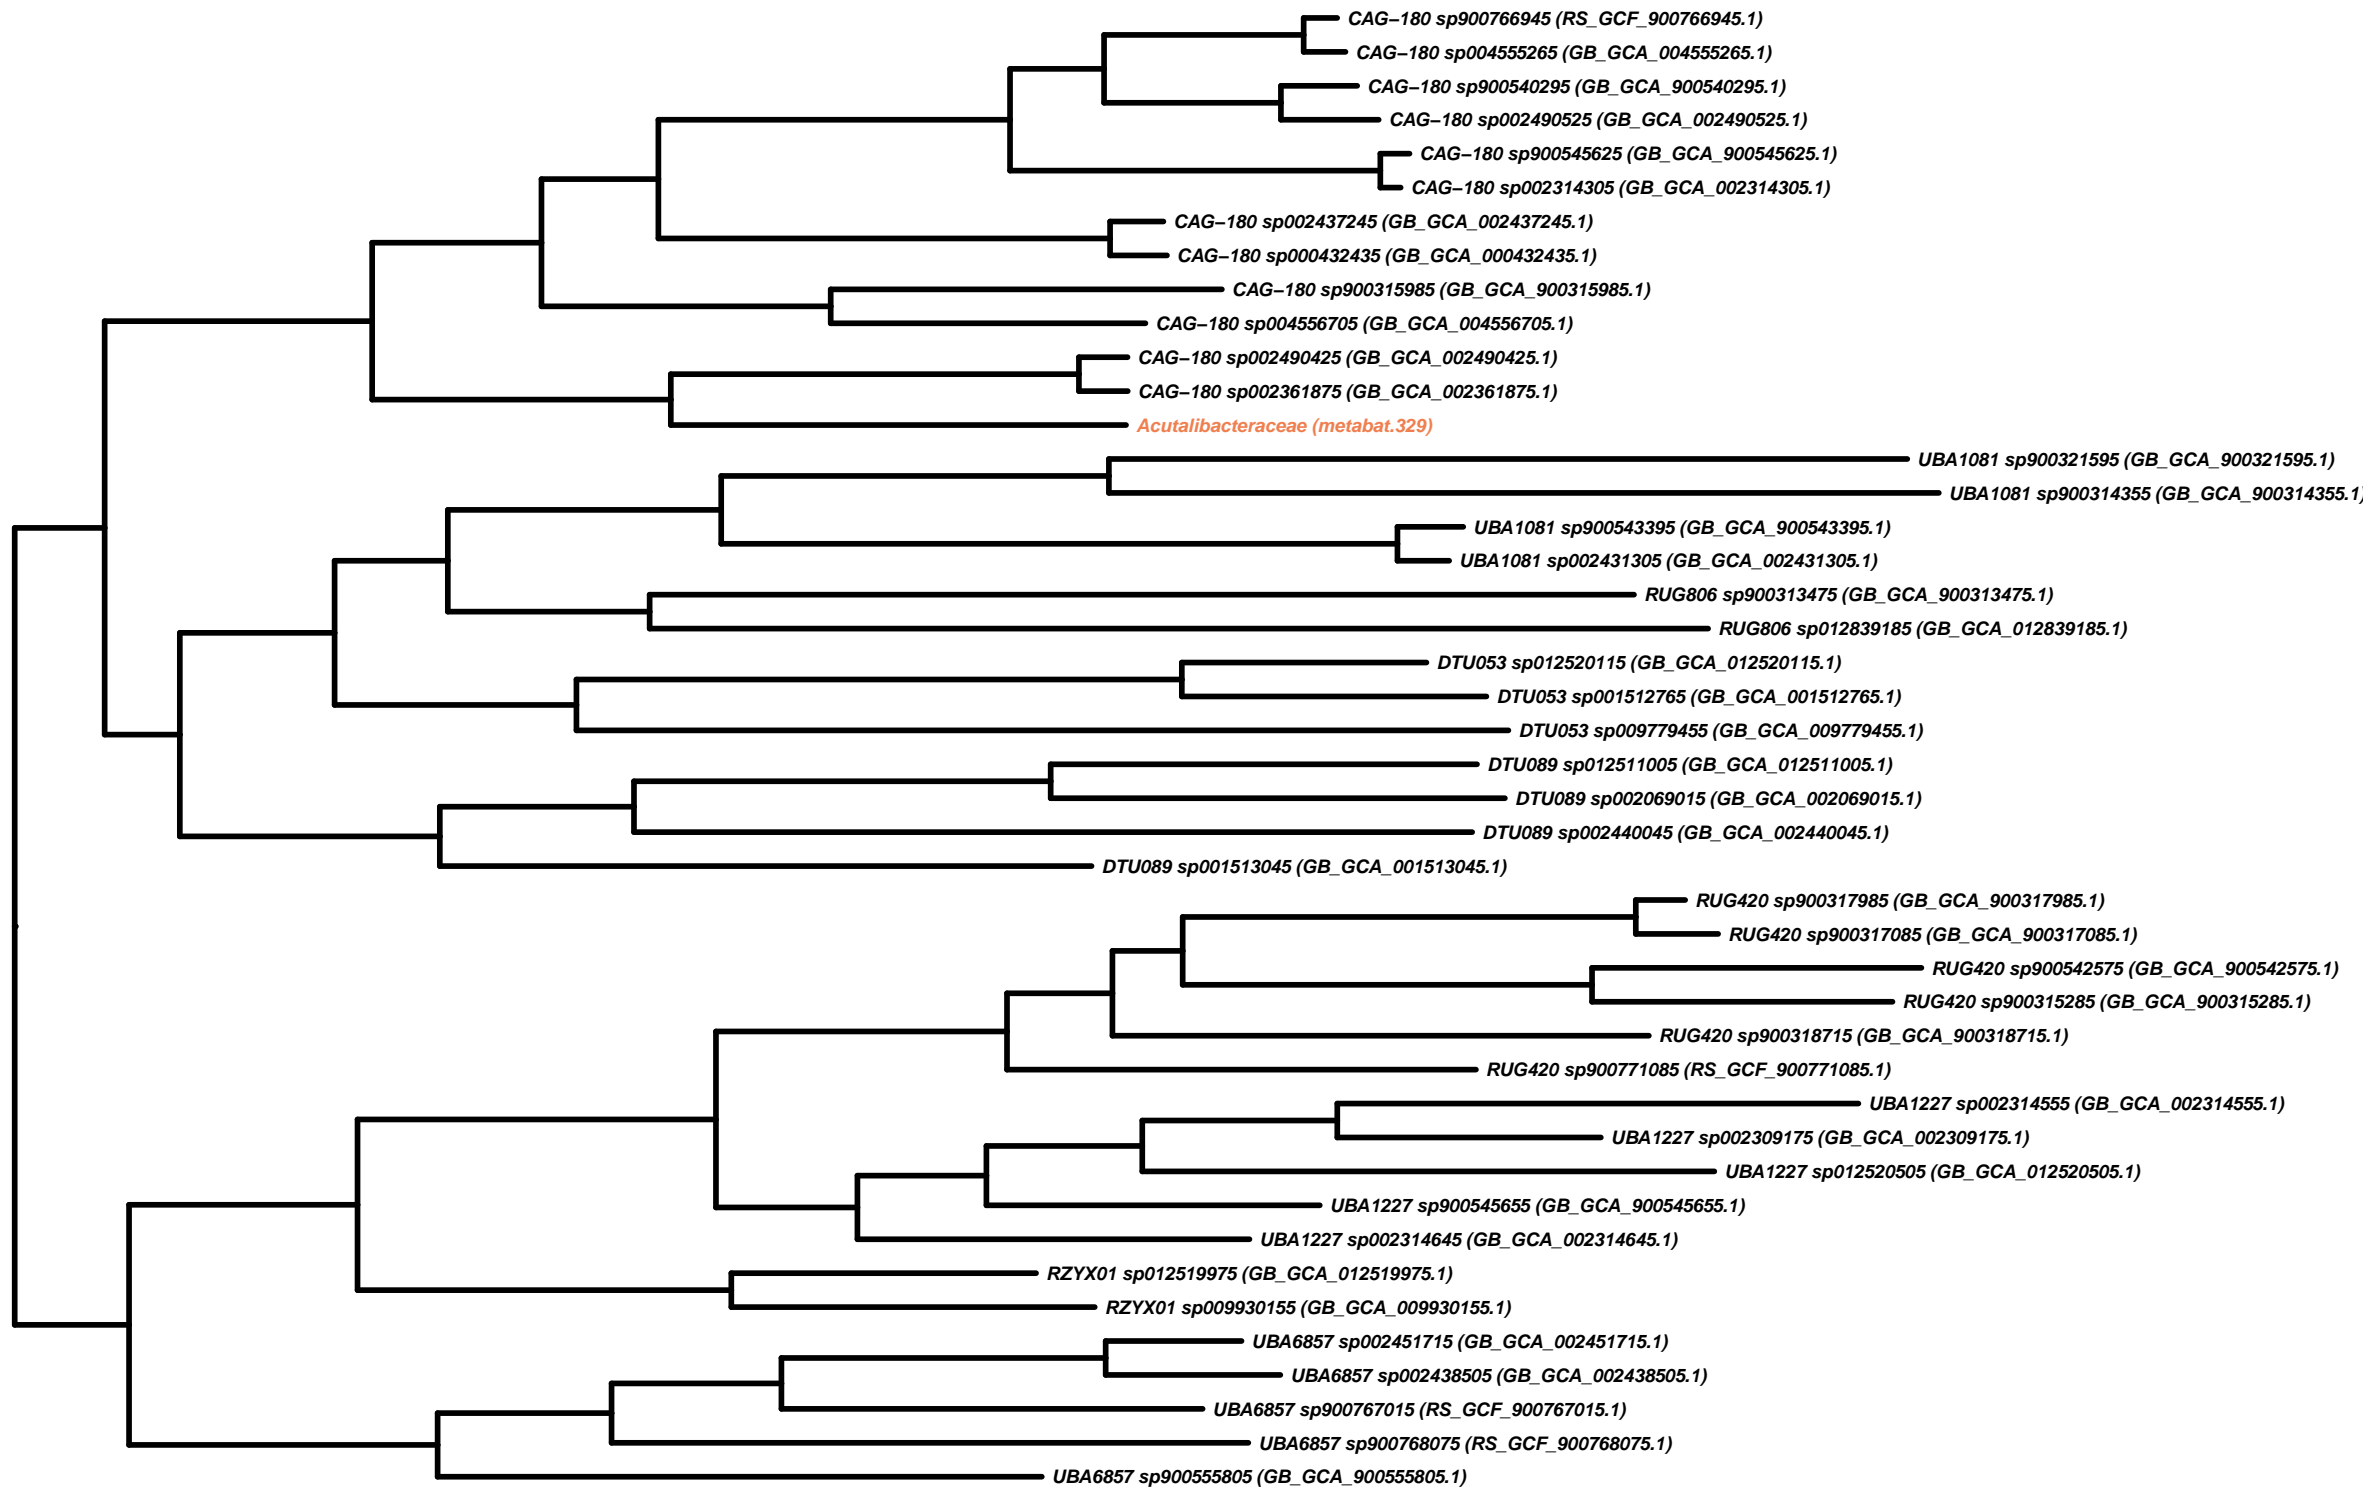 CAG−180 sp900766945 (RS_GCF_900766945.1)
CAG−180 sp004555265 (GB_GCA_004555265.1)
CAG−180 sp900540295 (GB_GCA_900540295.1)
CAG−180 sp002490525 (GB_GCA_002490525.1)
CAG−180 sp900545625 (GB_GCA_900545625.1)
CAG−180 sp002314305 (GB_GCA_002314305.1)
CAG−180 sp002437245 (GB_GCA_002437245.1)
CAG−180 sp000432435 (GB_GCA_000432435.1)
CAG−180 sp900315985 (GB_GCA_900315985.1)
CAG−180 sp004556705 (GB_GCA_004556705.1)
CAG−180 sp002490425 (GB_GCA_002490425.1)
CAG−180 sp002361875 (GB_GCA_002361875.1)
Acutalibacteraceae (metabat.329)
UBA1081 sp900321595 (GB_GCA_900321595.1)
UBA1081 sp900314355 (GB_GCA_900314355.1)
UBA1081 sp900543395 (GB_GCA_900543395.1)
UBA1081 sp002431305 (GB_GCA_002431305.1)
RUG806 sp900313475 (GB_GCA_900313475.1)
RUG806 sp012839185 (GB_GCA_012839185.1)
DTU053 sp012520115 (GB_GCA_012520115.1)
DTU053 sp001512765 (GB_GCA_001512765.1)
DTU053 sp009779455 (GB_GCA_009779455.1)
DTU089 sp012511005 (GB_GCA_012511005.1)
DTU089 sp002069015 (GB_GCA_002069015.1)
DTU089 sp002440045 (GB_GCA_002440045.1)
DTU089 sp001513045 (GB_GCA_001513045.1)
RUG420 sp900317985 (GB_GCA_900317985.1)
RUG420 sp900317085 (GB_GCA_900317085.1)
RUG420 sp900542575 (GB_GCA_900542575.1)
RUG420 sp900315285 (GB_GCA_900315285.1)
RUG420 sp900318715 (GB_GCA_900318715.1)
RUG420 sp900771085 (RS_GCF_900771085.1)
UBA1227 sp002314555 (GB_GCA_002314555.1)
UBA1227 sp002309175 (GB_GCA_002309175.1)
UBA1227 sp012520505 (GB_GCA_012520505.1)
UBA1227 sp900545655 (GB_GCA_900545655.1)
UBA1227 sp002314645 (GB_GCA_002314645.1)
RZYX01 sp012519975 (GB_GCA_012519975.1)
RZYX01 sp009930155 (GB_GCA_009930155.1)
UBA6857 sp002451715 (GB_GCA_002451715.1)
UBA6857 sp002438505 (GB_GCA_002438505.1)
UBA6857 sp900767015 (RS_GCF_900767015.1)
UBA6857 sp900768075 (RS_GCF_900768075.1)
UBA6857 sp900555805 (GB_GCA_900555805.1)